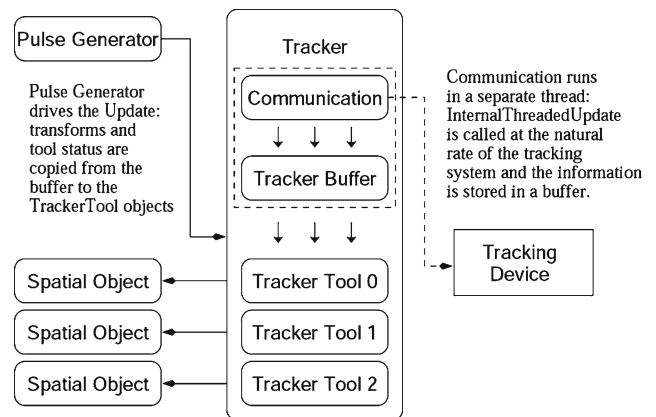 Pulse Generator
Tracker
Pulse Generator
drives the Update:
transforms and
tool status are
copied from the
buffer to the
TrackerTool objects
Communication
Tracker Buffer
Communication runs
in a separate thread:
InternalThreadedUpdate
is called at the natural
rate of the tracking
system and the information
is stored in a buffer.
Tracking
Device
Spatial Object
Tracker Tool 0
Spatial Object
Tracker Tool 1
Spatial Object
Tracker Tool 2